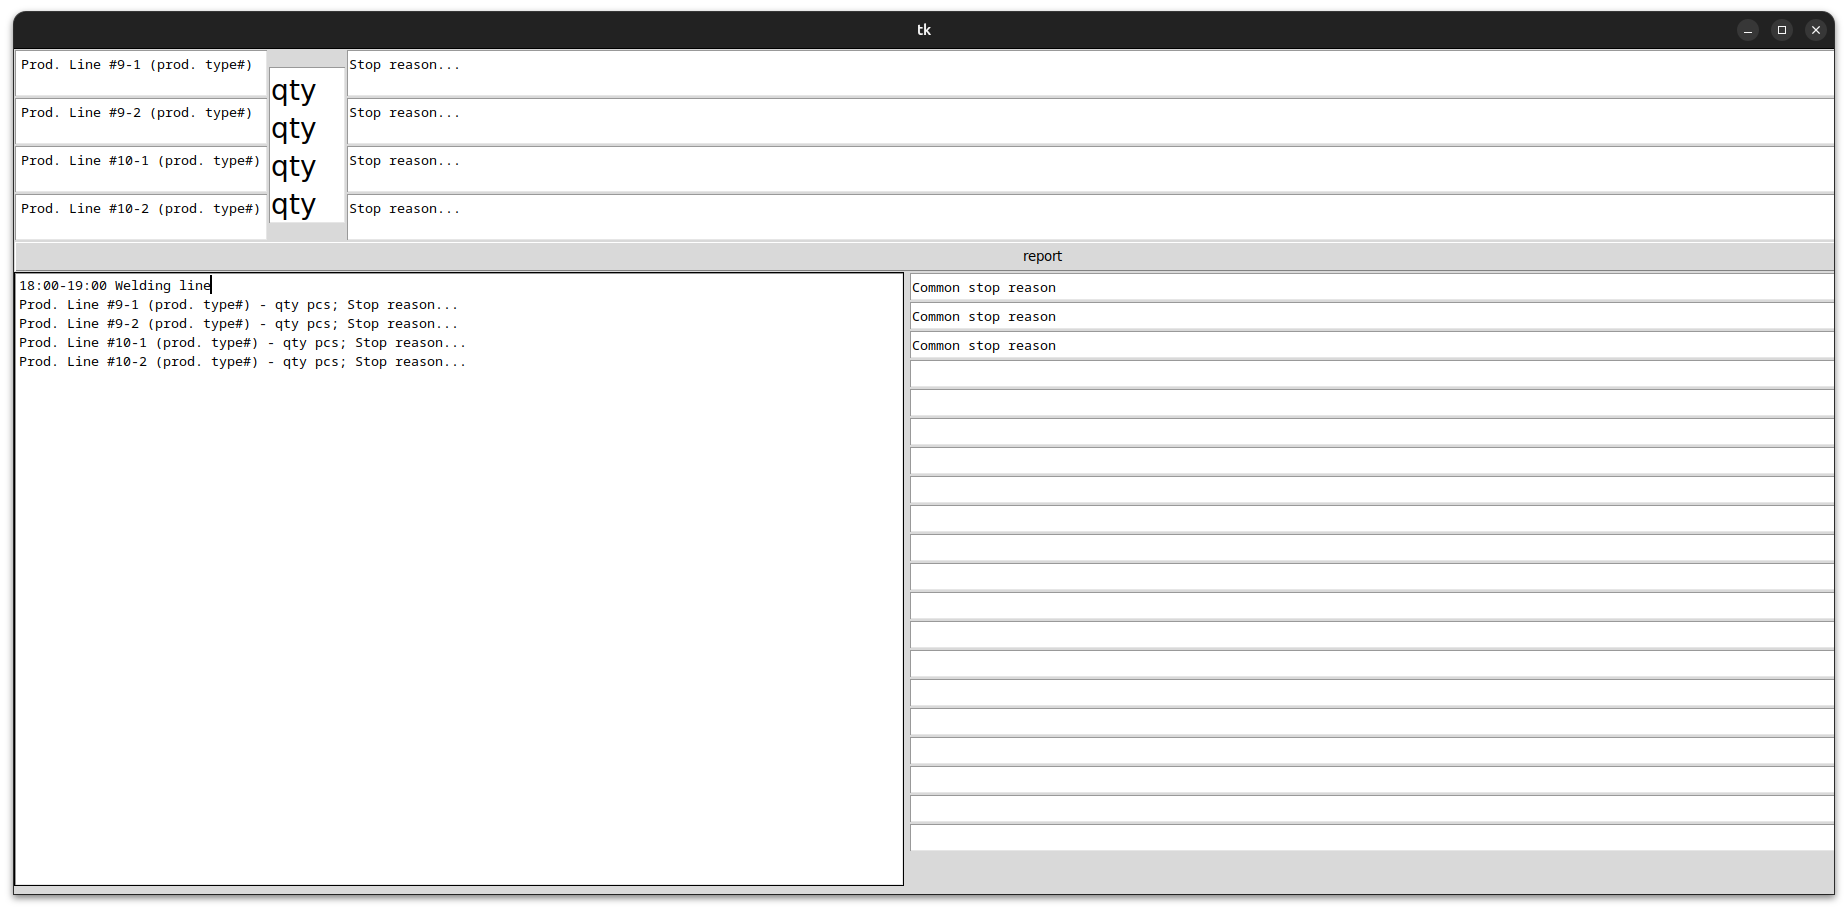 tk
Prod. Line #9-1 (prod. type#)
qty
Stop reason...
Prod. Line #9-2 (prod. type#)
qty
Stop reason...
Prod. Line #10-1 (prod. type#)
qty
Stop reason...
Prod. Line #10-2 (prod. type#)
qty
Stop reason...
report
18:00-19:00 Welding line
Prod. Line #9-1 (prod. type#) - qty pcs; Stop reason...
Prod. Line #9-2 (prod. type#) - qty pcs; Stop reason...
Prod. Line #10-1 (prod. type#) - qty pcs; Stop reason...
Prod. Line #10-2 (prod. type#) - qty pcs; Stop reason...
Common stop reason
Common stop reason
Common stop reason